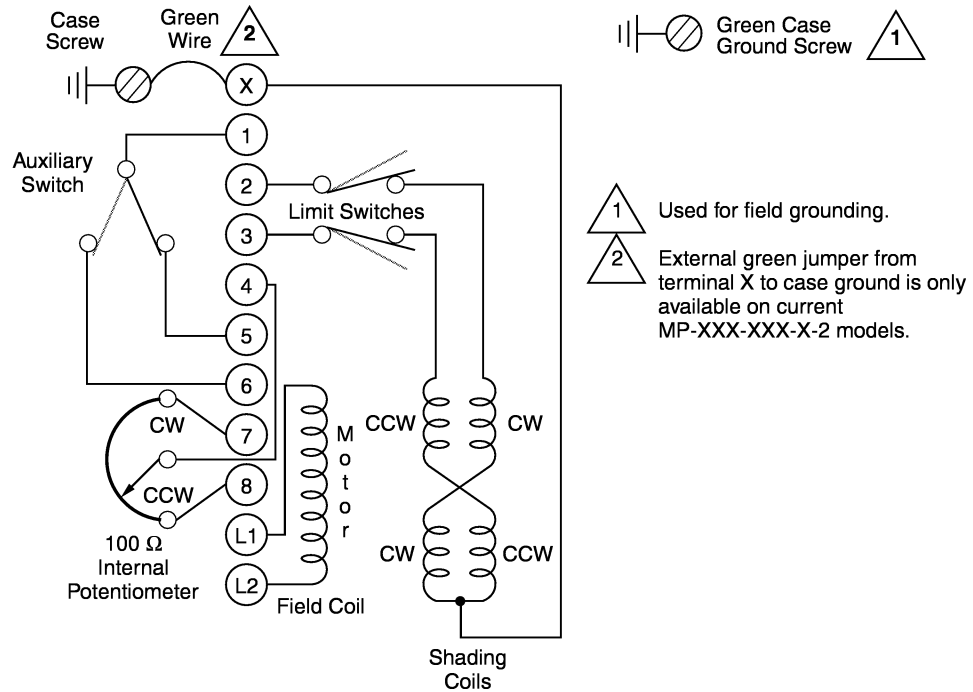 Case
Screw
Green
Wire
2
Green Case
Ground Screw
1
X
1
Auxiliary
Switch
2
Limit Switches
3
4
5
6
7
8
L1
L2
1
Used for field grounding.
2
External green jumper from
terminal X to case ground is only
available on current
MP-XXX-XXX-X-2 models.
CW
CCW
100 Ω
Internal
Potentiometer
Motor
Field Coil
CCW
CW
CW
CCW
Shading
Coils